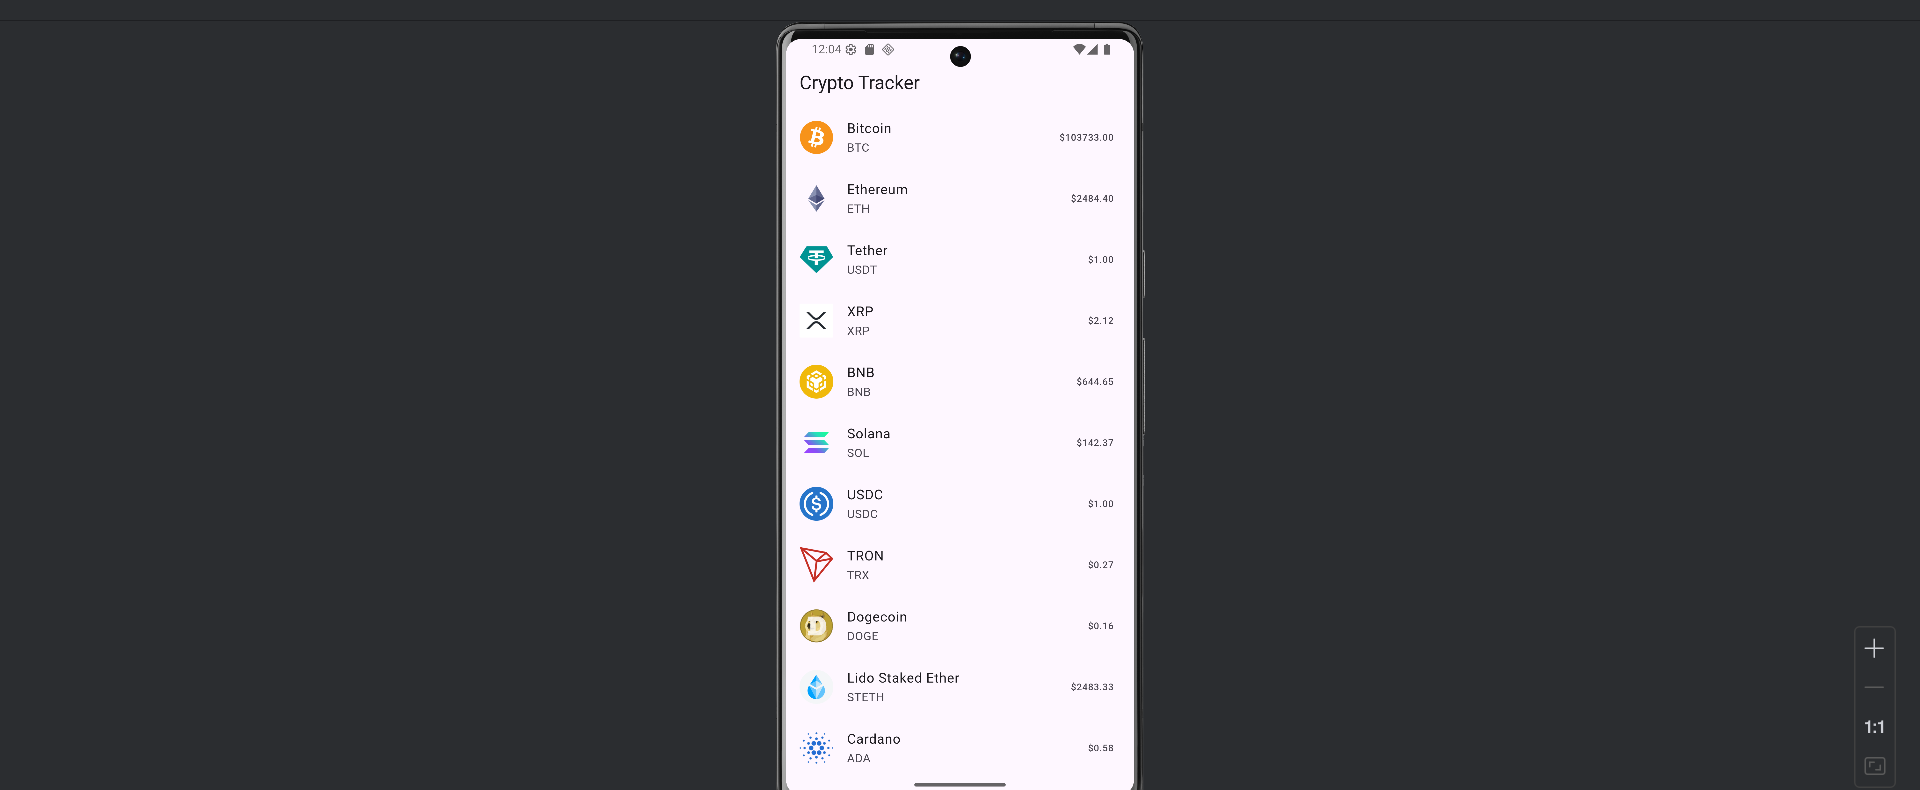 12:04
Crypto Tracker
Bitcoin
BTC
$103733.00
Ethereum
ETH
$2484.40
Tether
USDT
$1.00
XRP
XRP
$2.12
BNB
BNB
$644.65
Solana
SOL
$142.37
USDC
USDC
$1.00
TRON
TRX
$0.27
Dogecoin
DOGE
$0.16
Lido Staked Ether
STETH
$2483.33
Cardano
ADA
$0.58
1:1